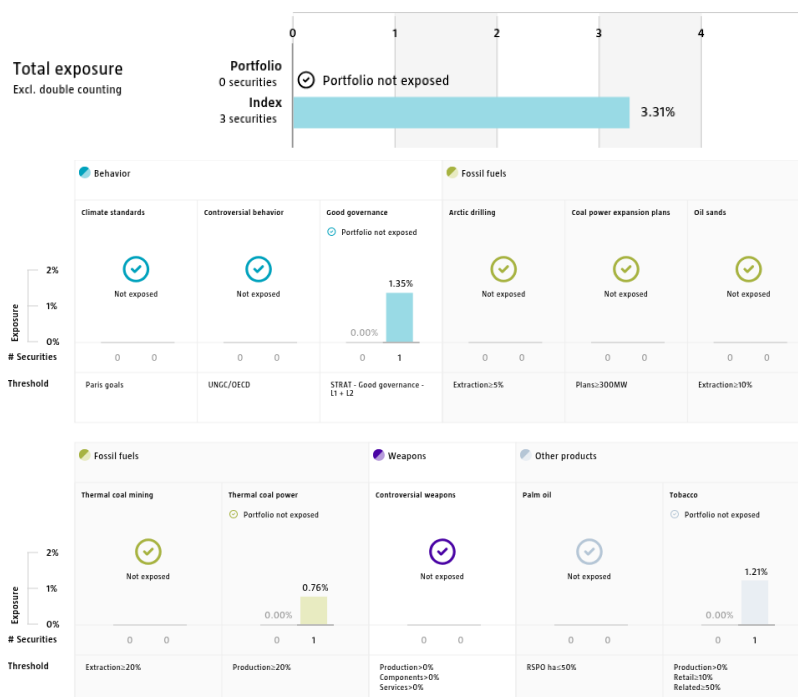 0 1 2 3 4
Total exposure
Excl. double counting
Portfolio
0 securities
Portfolio not exposed
Index
3 securities
3.31%
Behavior
Fossil fuels
Climate standards
Controversial behavior
Good governance
Arctic drilling
Coal power expansion plans
Oil sands
Portfolio not exposed
Not exposed
Not exposed
Not exposed
Not exposed
Not exposed
Exposure
2%
1%
0%
0.00%
1.35%
# Securities
0 0
0 0
0 1
0 0
0 0
0 0
Threshold
Paris goals
UNGC/OECD
STRAT - Good governance -
L1 + L2
Extraction≥5%
Plans≥300MW
Extraction≥10%
Fossil fuels
Weapons
Other products
Thermal coal mining
Thermal coal power
Controversial weapons
Palm oil
Tobacco
Portfolio not exposed
Portfolio not exposed
Not exposed
Not exposed
Not exposed
Exposure
2%
1%
0%
0.00%
0.76%
0.00%
1.21%
# Securities
0 0
0 1
0 0
0 0
0 1
Threshold
Extraction≥20%
Production≥20%
Production>0%
Components>0%
Services>0%
RSPO ha≤50%
Production>0%
Retail≥10%
Related≥50%